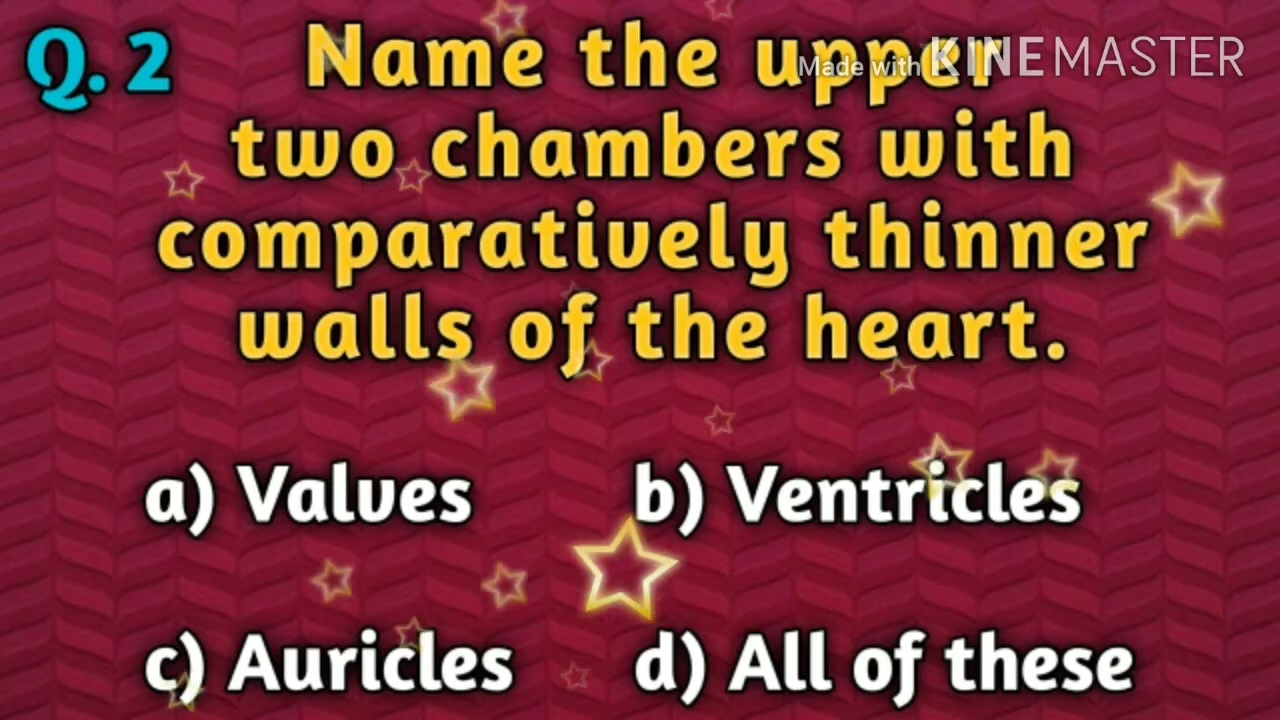 Q. 2
Name the upper
Made with KINEMASTER
two chambers with
comparatively thinner
walls of the heart.
a) Valves
b) Ventricles
c) Auricles
d) All of these